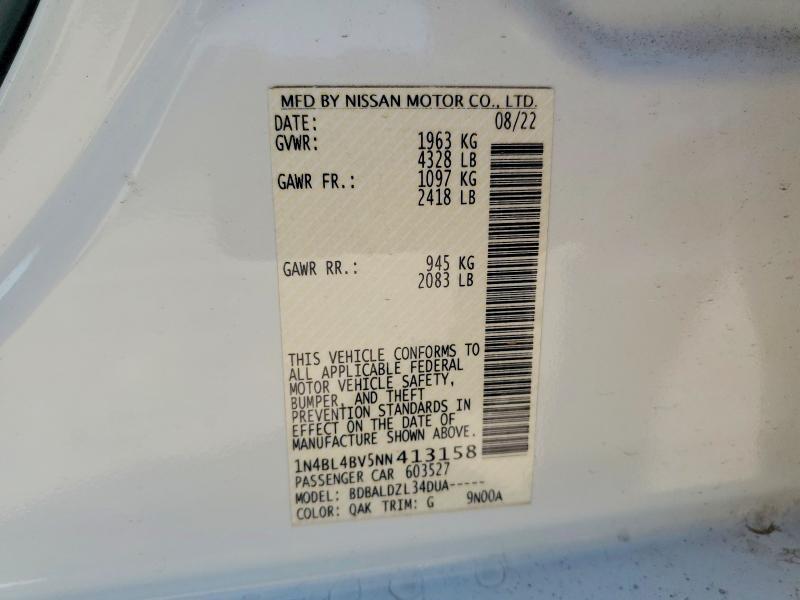 MFD BY NISSAN MOTOR CO., LTD.
DATE: 08/22
GVWR: 1963 KG
4328 LB
GAWR FR.: 1097 KG
2418 LB
GAWR RR.: 945 KG
2083 LB
THIS VEHICLE CONFORMS TO
ALL APPLICABLE FEDERAL
MOTOR VEHICLE SAFETY,
BUMPER, AND THEFT
PREVENTION STANDARDS IN
EFFECT ON THE DATE OF
MANUFACTURE SHOWN ABOVE.
1N4BL4BV5NN413158
PASSENGER CAR 603527
MODEL: BDBALDZL34DUA-----
COLOR: QAK TRIM: G 9N00A